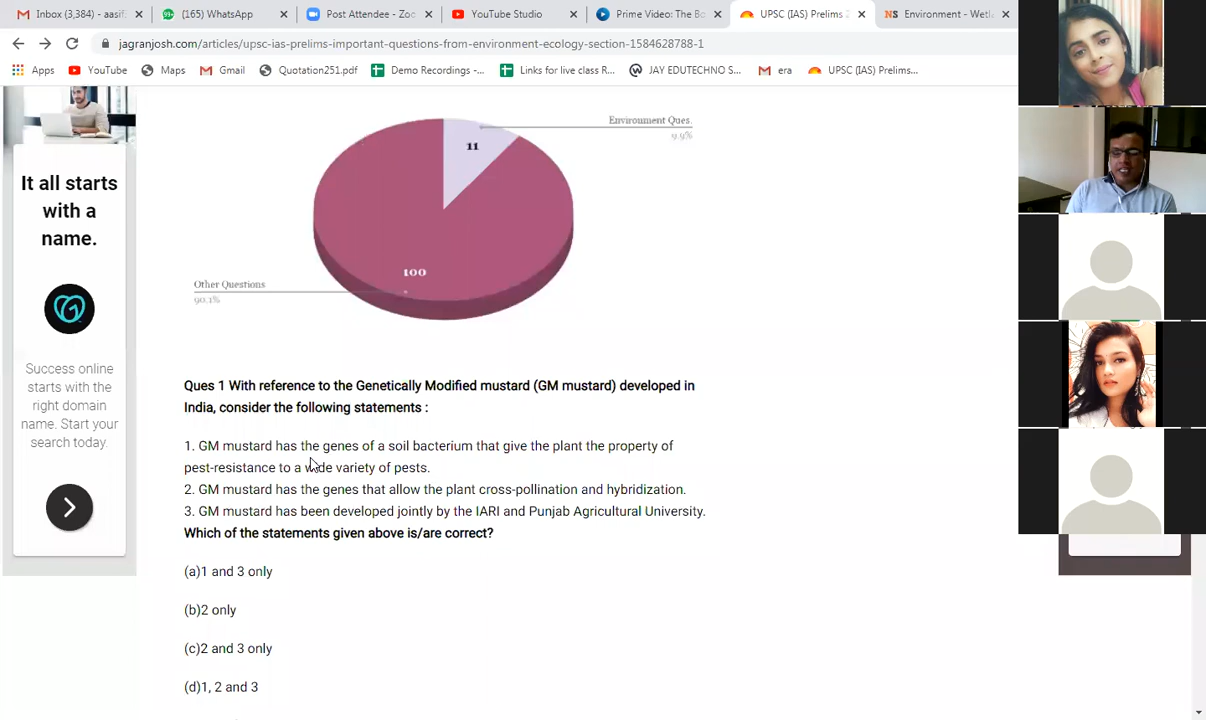 Inbox (3,384) - aasif.
(165) WhatsApp
Post Attendee - Zoo
YouTube Studio
Prime Video: The Bo
UPSC (IAS) Prelims 2
NS Environment - Wetl
jagranjosh.com/articles/upsc-ias-prelims-important-questions-from-environment-ecology-section-1584628788-1
Apps
YouTube
Maps
Gmail
Quotation251.pdf
Demo Recordings -...
Links for live class R...
JAY EDUTECHNO S...
era
UPSC (IAS) Prelims...
It all starts
with a
name.
Success online
starts with the
right domain
name. Start your
search today.
Environment Ques.
9.9%
11
100
Other Questions
90.1%
Ques 1 With reference to the Genetically Modified mustard (GM mustard) developed in
India, consider the following statements :
1. GM mustard has the genes of a soil bacterium that give the plant the property of
pest-resistance to a wide variety of pests.
2. GM mustard has the genes that allow the plant cross-pollination and hybridization.
3. GM mustard has been developed jointly by the IARI and Punjab Agricultural University.
Which of the statements given above is/are correct?
(a)1 and 3 only
(b)2 only
(c)2 and 3 only
(d)1, 2 and 3